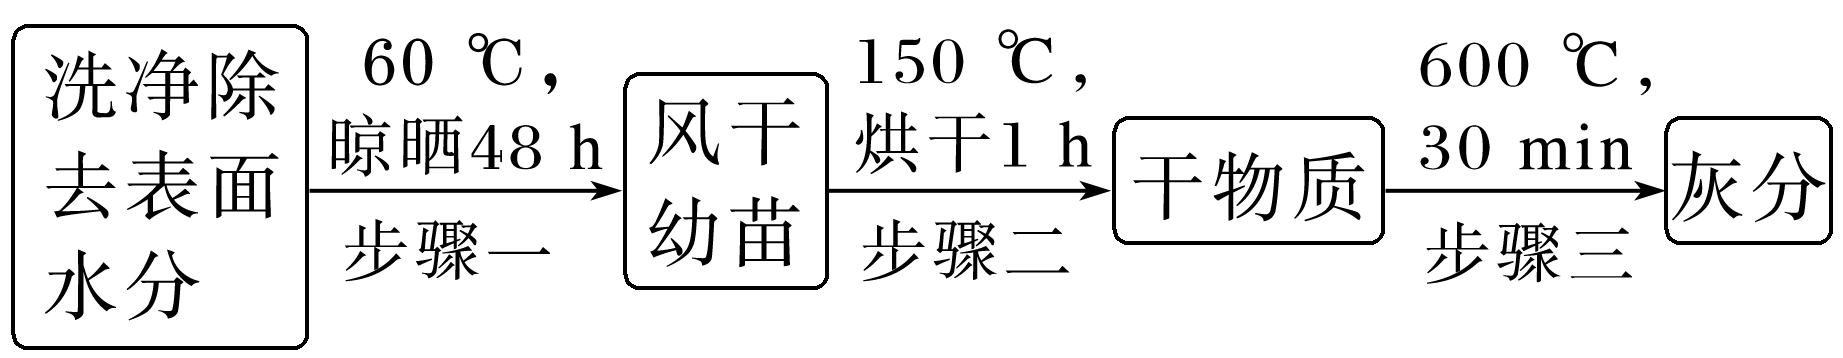 洗净除
去表面
水分
60 ℃,
晾晒48 h
步骤一
风干
幼苗
150 ℃,
烘干1 h
步骤二
干物质
600 ℃,
30 min
步骤三
灰分